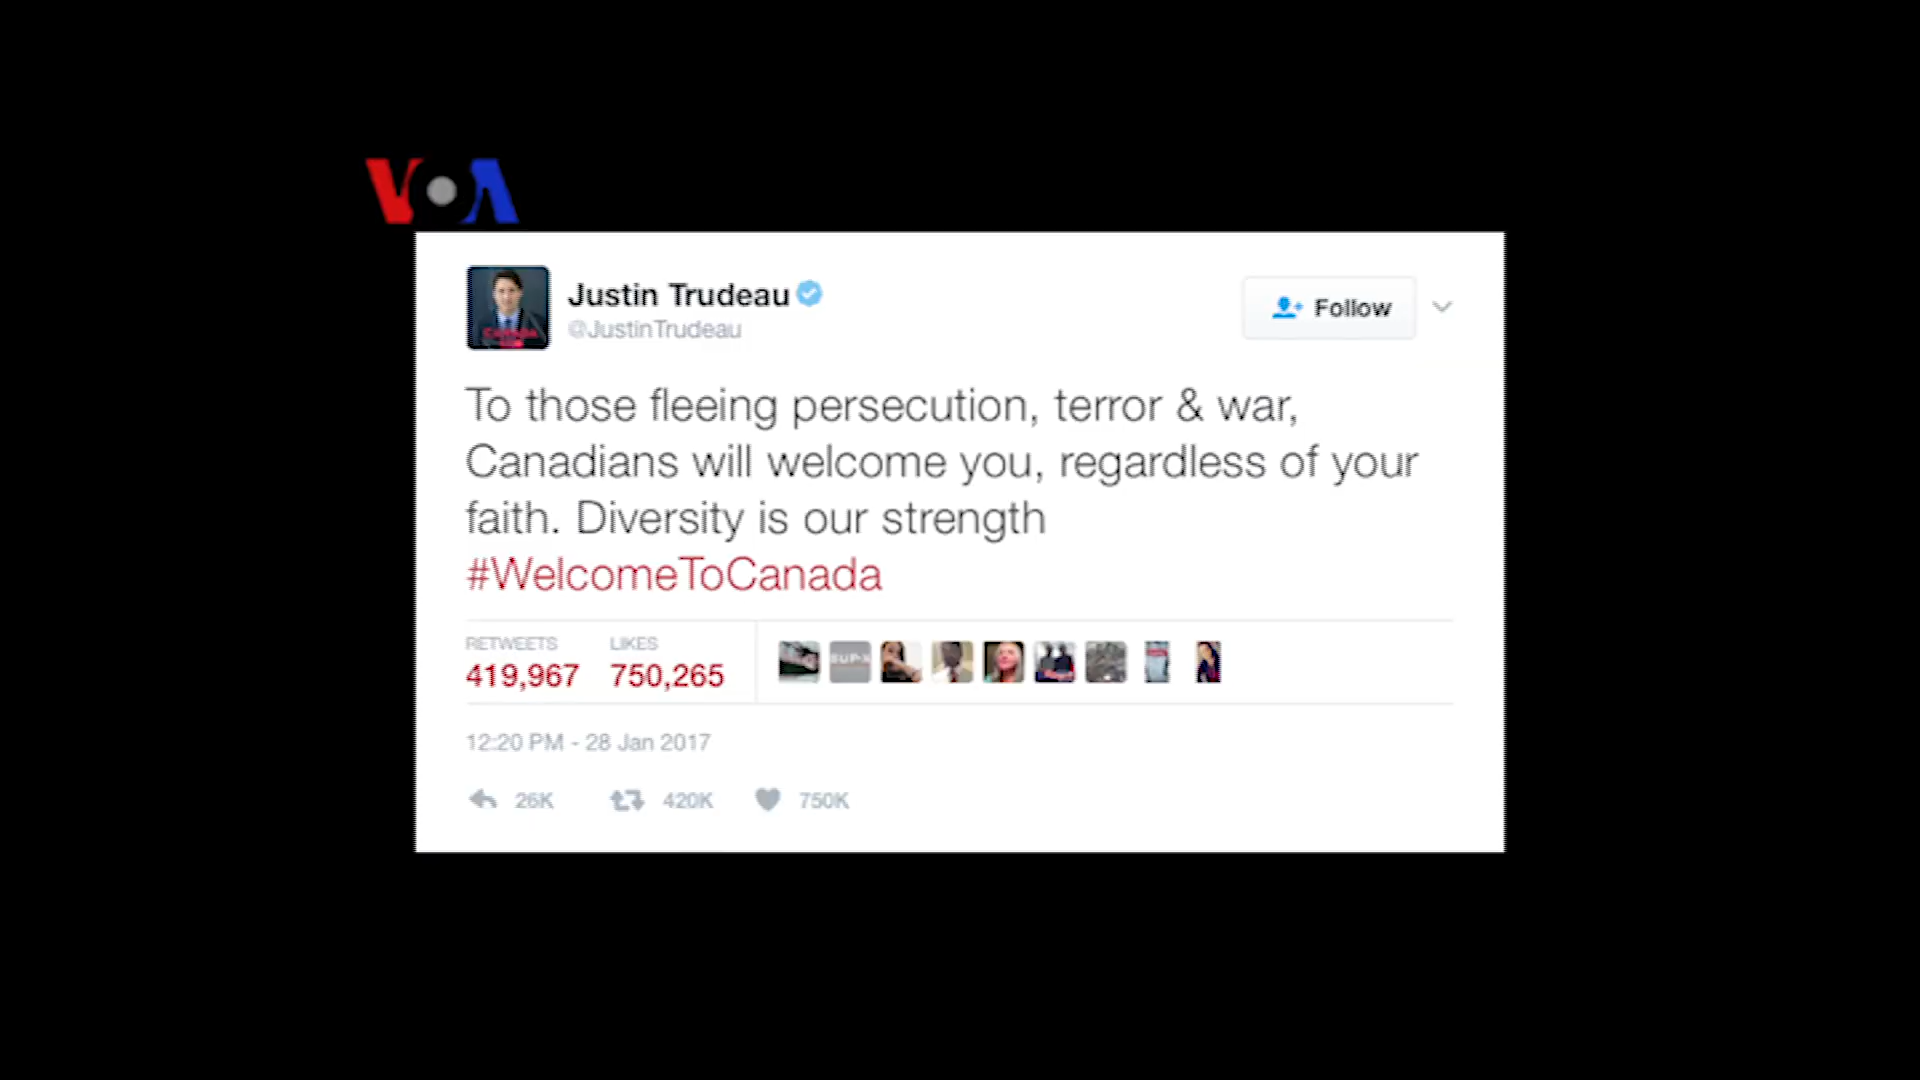 VOA
Justin Trudeau
@JustinTrudeau
Follow
To those fleeing persecution, terror & war,
Canadians will welcome you, regardless of your
faith. Diversity is our strength
#WelcomeToCanada
RETWEETS LIKES
419,967 750,265
12:20 PM - 28 Jan 2017
26K 420K 750K